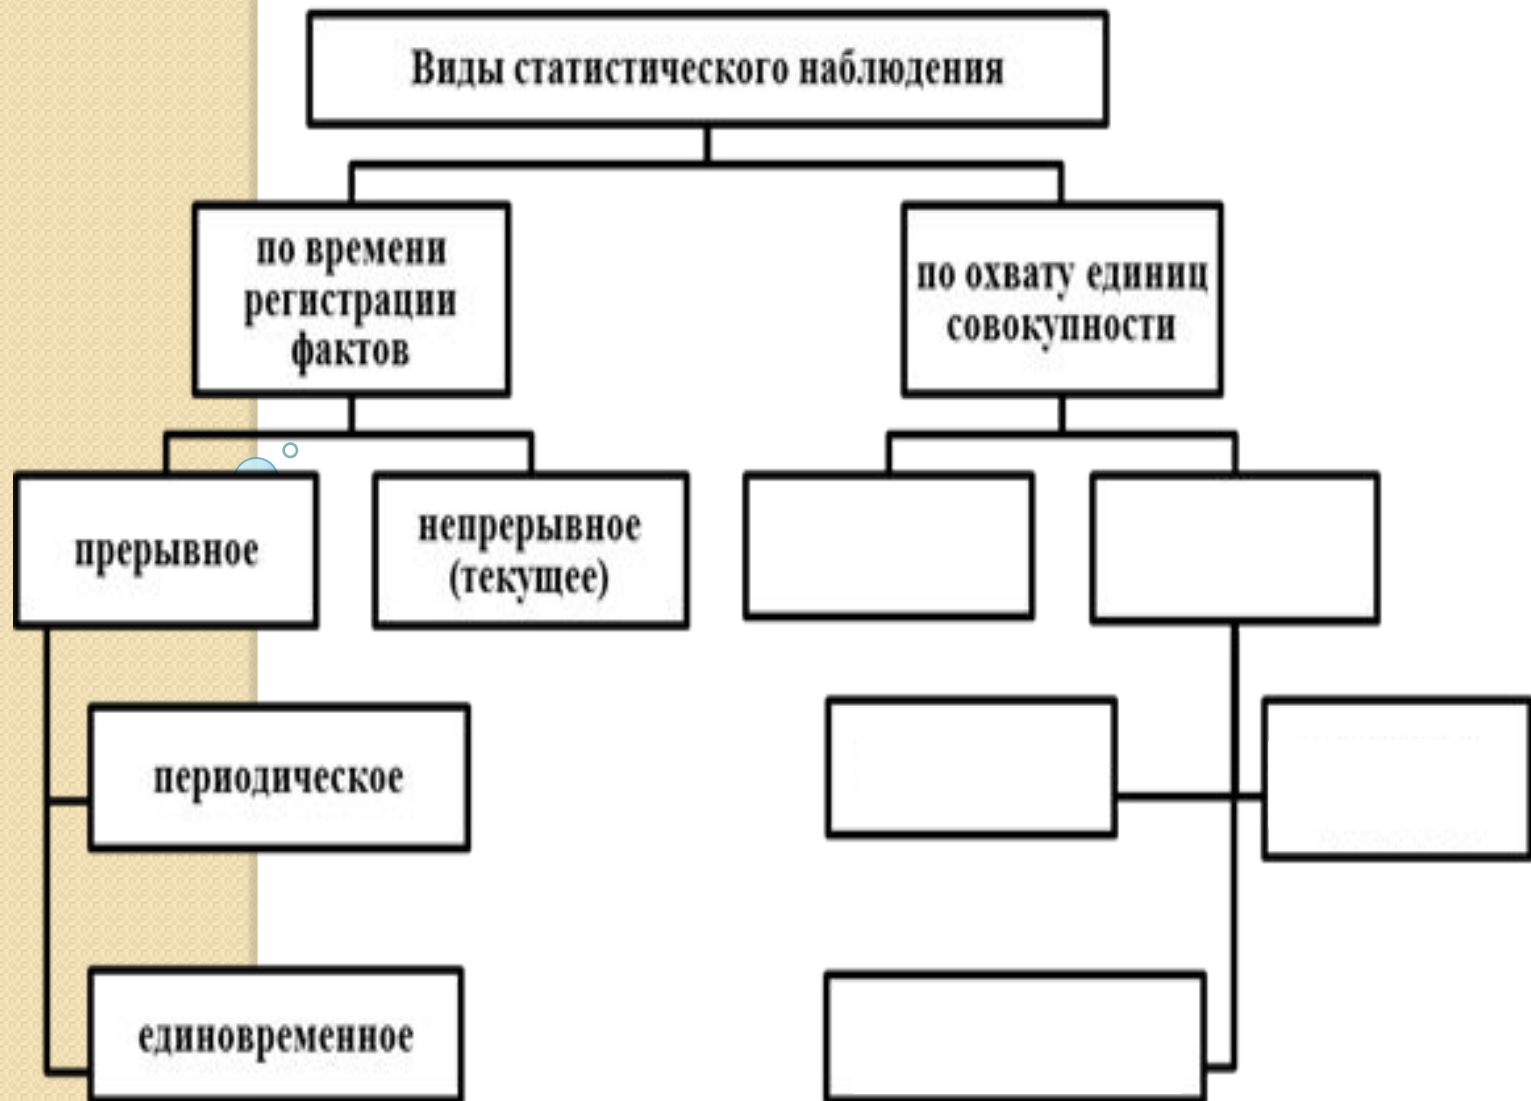 Виды статистического наблюдения
по времени
регистрации
фактов
по охвату единиц
совокупности
прерывное
непрерывное
(текущее)
периодическое
единовременное